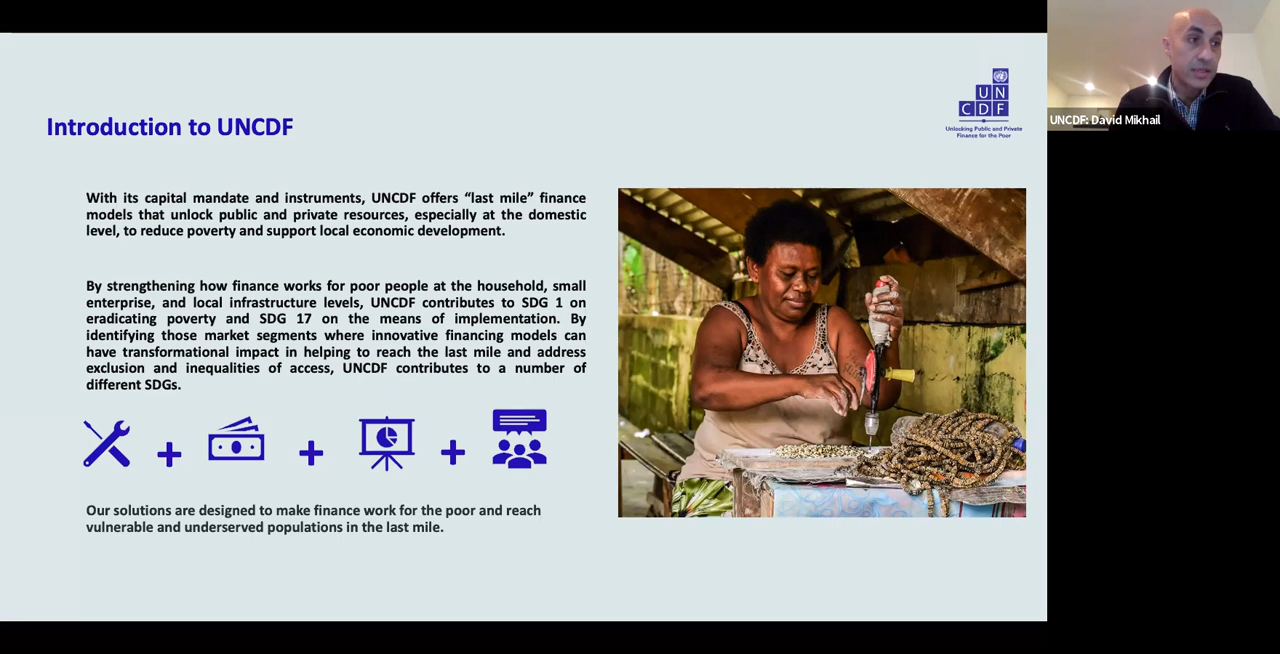 Introduction to UNCDF
UN
CDF
Unlocking Public and Private
Finance for the Poor
UNCDF: David Mikhail
With its capital mandate and instruments, UNCDF offers “last mile” finance
models that unlock public and private resources, especially at the domestic
level, to reduce poverty and support local economic development.
By strengthening how finance works for poor people at the household, small
enterprise, and local infrastructure levels, UNCDF contributes to SDG 1 on
eradicating poverty and SDG 17 on the means of implementation. By
identifying those market segments where innovative financing models can
have transformational impact in helping to reach the last mile and address
exclusion and inequalities of access, UNCDF contributes to a number of
different SDGs.
Our solutions are designed to make finance work for the poor and reach
vulnerable and underserved populations in the last mile.